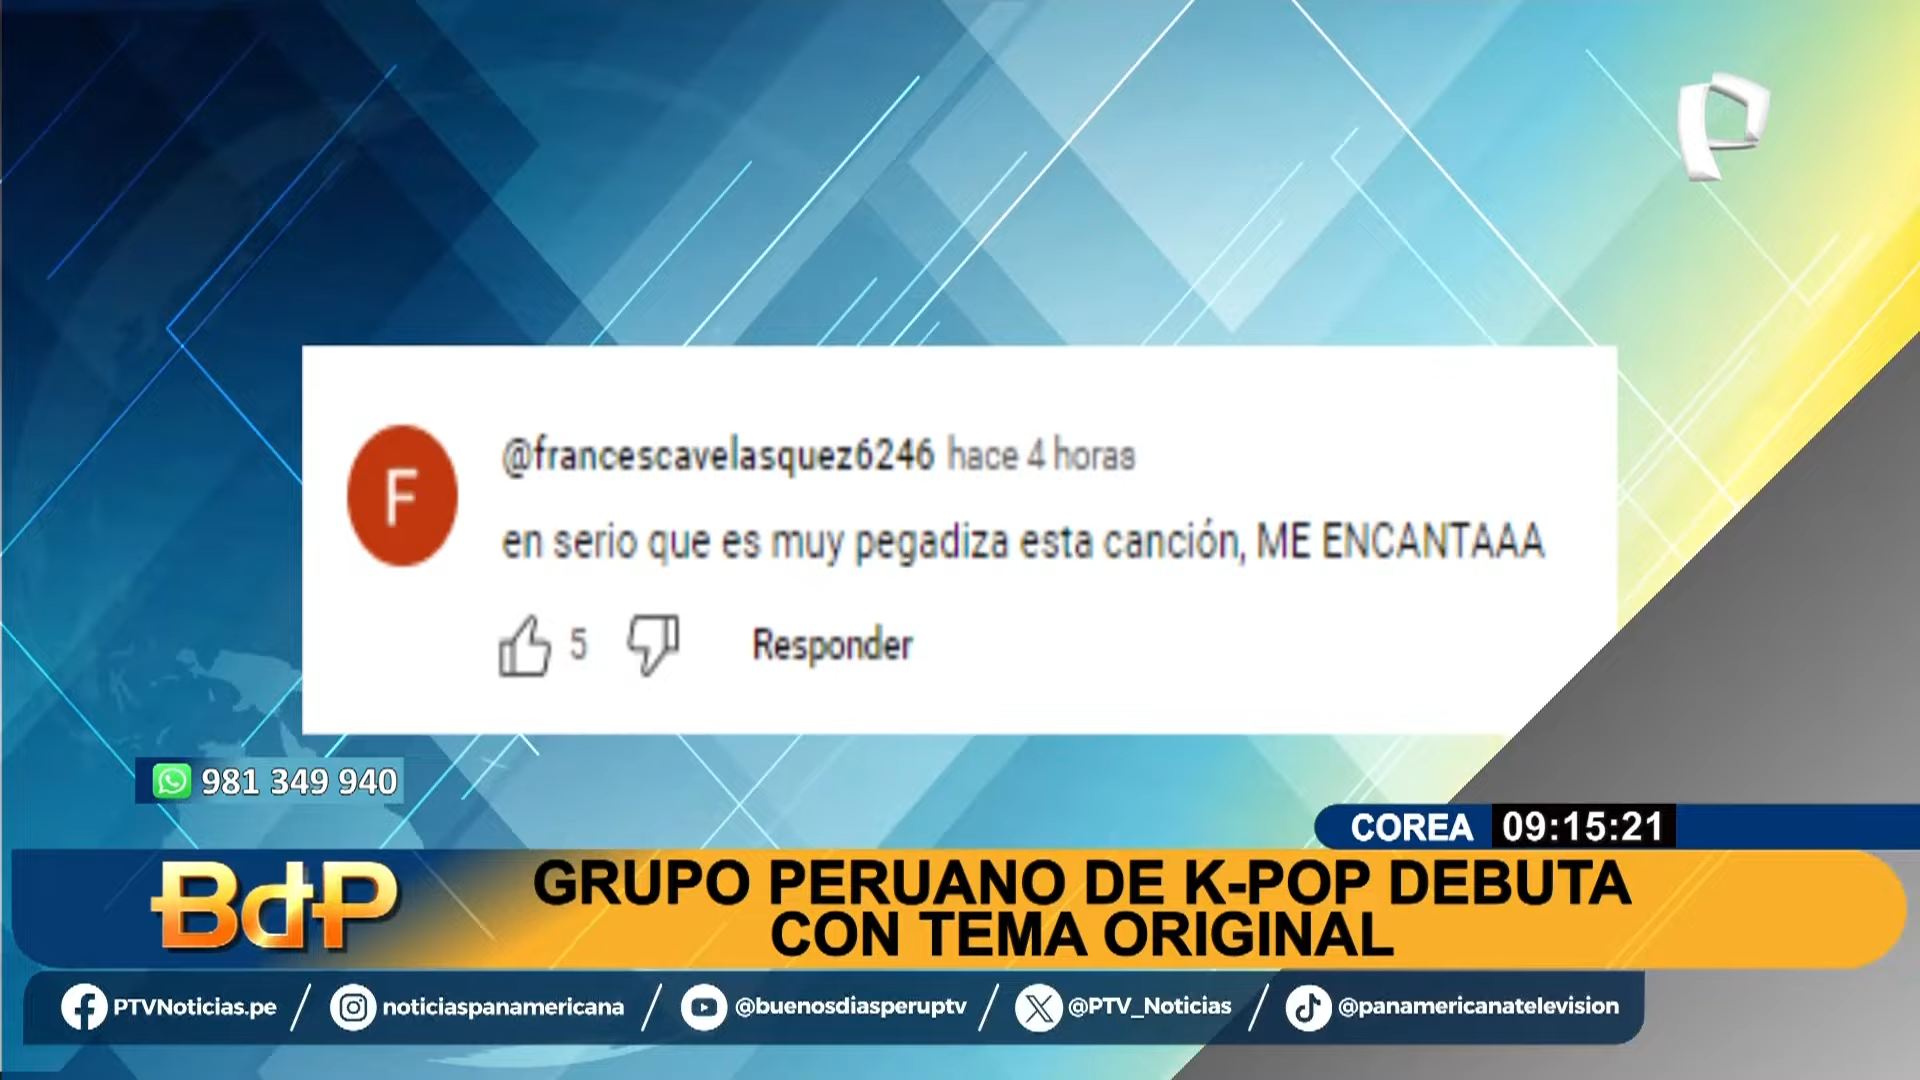 F
@francescavelasquez6246 hace 4 horas
en serio que es muy pegadiza esta canción, ME ENCANTAAA
5 Responder
981 349 940
COREA 09:15:21
BdP
GRUPO PERUANO DE K-POP DEBUTA
CON TEMA ORIGINAL
PTVNoticias.pe / noticiaspanamericana / @buenosdiasperuptv / @PTV_Noticias / @panamericanatelevision